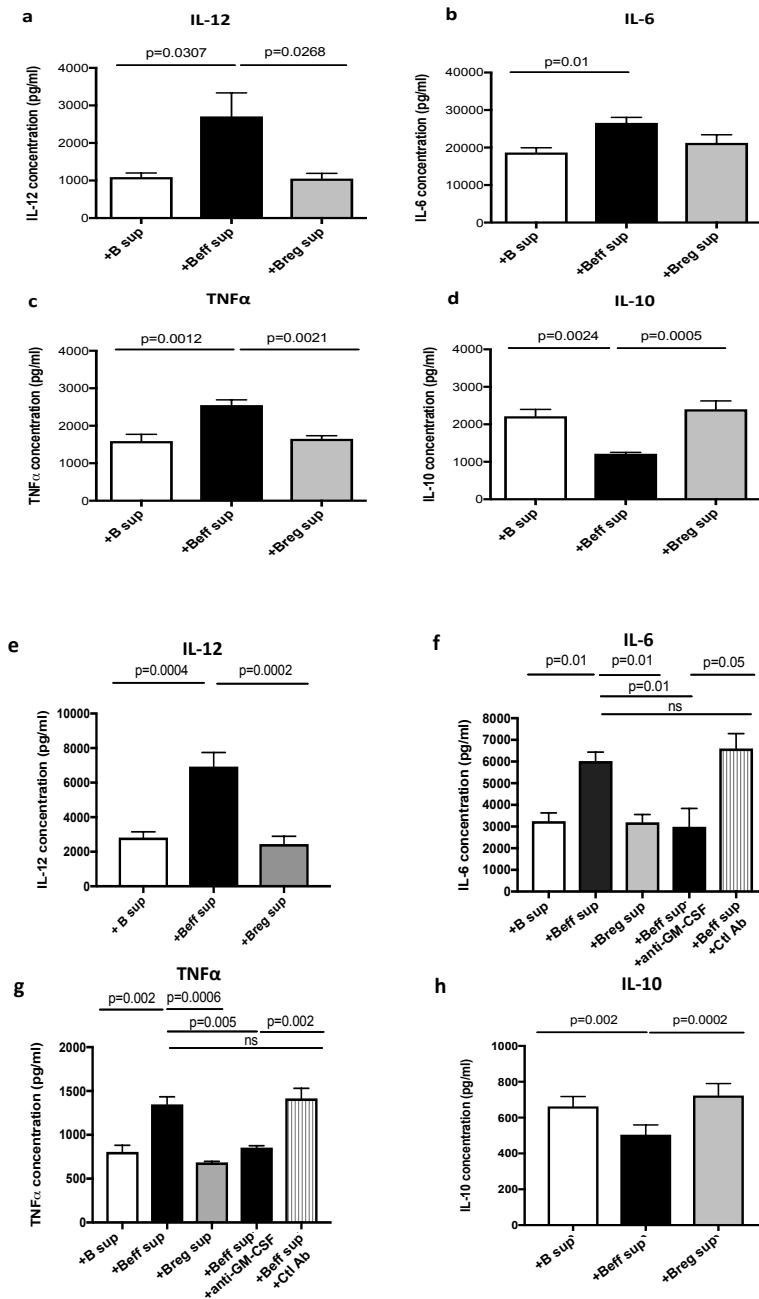 a
IL-12
p=0.0307
p=0.0268
IL-12 concentration (pg/ml)
4000
3000
2000
1000
0
+B sup
+Beff sup
+Breg sup
b
IL-6
p=0.01
IL-6 concentration (pg/ml)
40000
30000
20000
10000
0
+B sup
+Beff sup
+Breg sup
c
TNFα
p=0.0012
p=0.0021
TNFα concentration (pg/ml)
4000
3000
2000
1000
0
+B sup
+Beff sup
+Breg sup
d
IL-10
p=0.0024
p=0.0005
IL-10 concentration (pg/ml)
4000
3000
2000
1000
0
+B sup
+Beff sup
+Breg sup
e
IL-12
p=0.0004
p=0.0002
IL-12 concentration (pg/ml)
10000
8000
6000
4000
2000
0
+ B sup
+Beff sup
+Breg sup
f
IL-6
p=0.01
p=0.01
p=0.05
p=0.01
ns
IL-6 concentration (pg/ml)
8000
7000
6000
5000
4000
3000
2000
1000
0
+B sup
+Beff sup
+Breg sup
+Beff sup
+anti-GM-CSF
+Beff sup
+Ctl Ab
g
TNFα
p=0.002
p=0.0006
p=0.005
p=0.002
ns
TNFα concentration (pg/ml)
2000
1500
1000
500
0
+B sup
+Beff sup
+Breg sup
+Beff sup
+anti-GM-CSF
+Beff sup
+Ctl Ab
h
IL-10
p=0.002
p=0.0002
IL-10 concentration (pg/ml)
1000
800
600
400
200
0
+B sup`
+Beff sup`
+Breg sup`